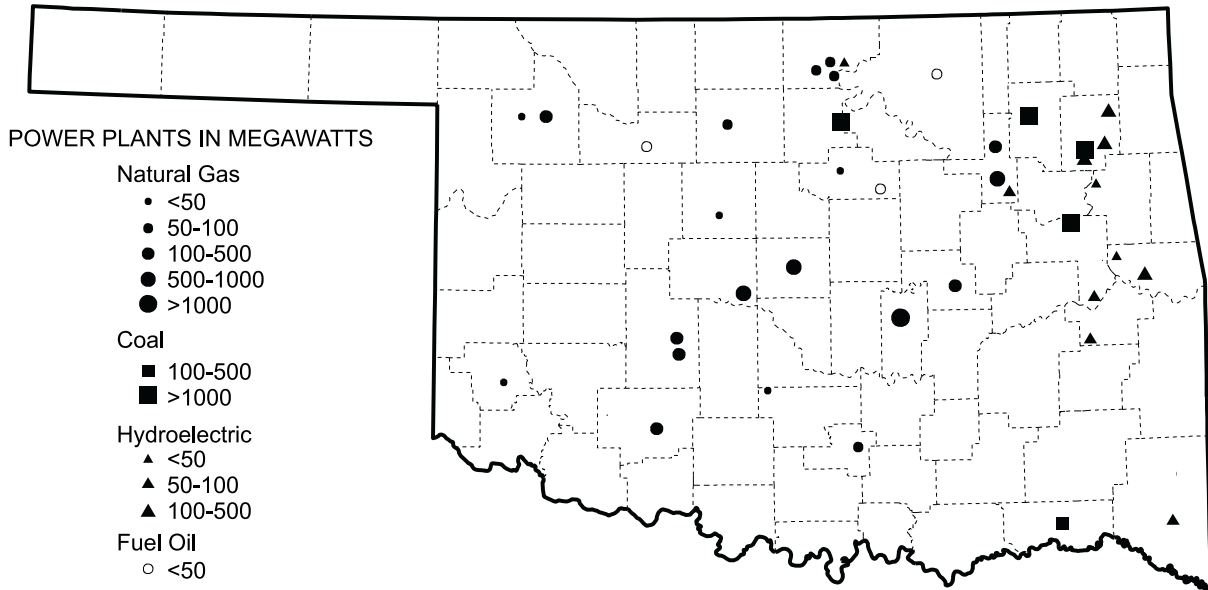 POWER PLANTS IN MEGAWATTS
Natural Gas
<50
50-100
100-500
500-1000
>1000
Coal
100-500
>1000
Hydroelectric
<50
50-100
100-500
Fuel Oil
<50